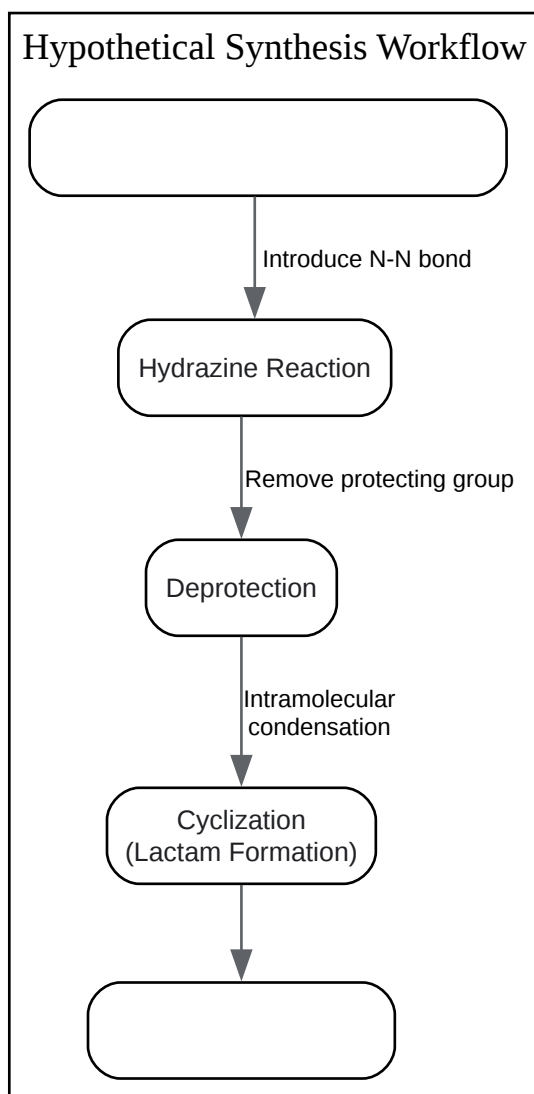 Hypothetical Synthesis Workflow
Introduce N-N bond
Hydrazine Reaction
Remove protecting group
Deprotection
Intramolecular
condensation
Cyclization
(Lactam Formation)